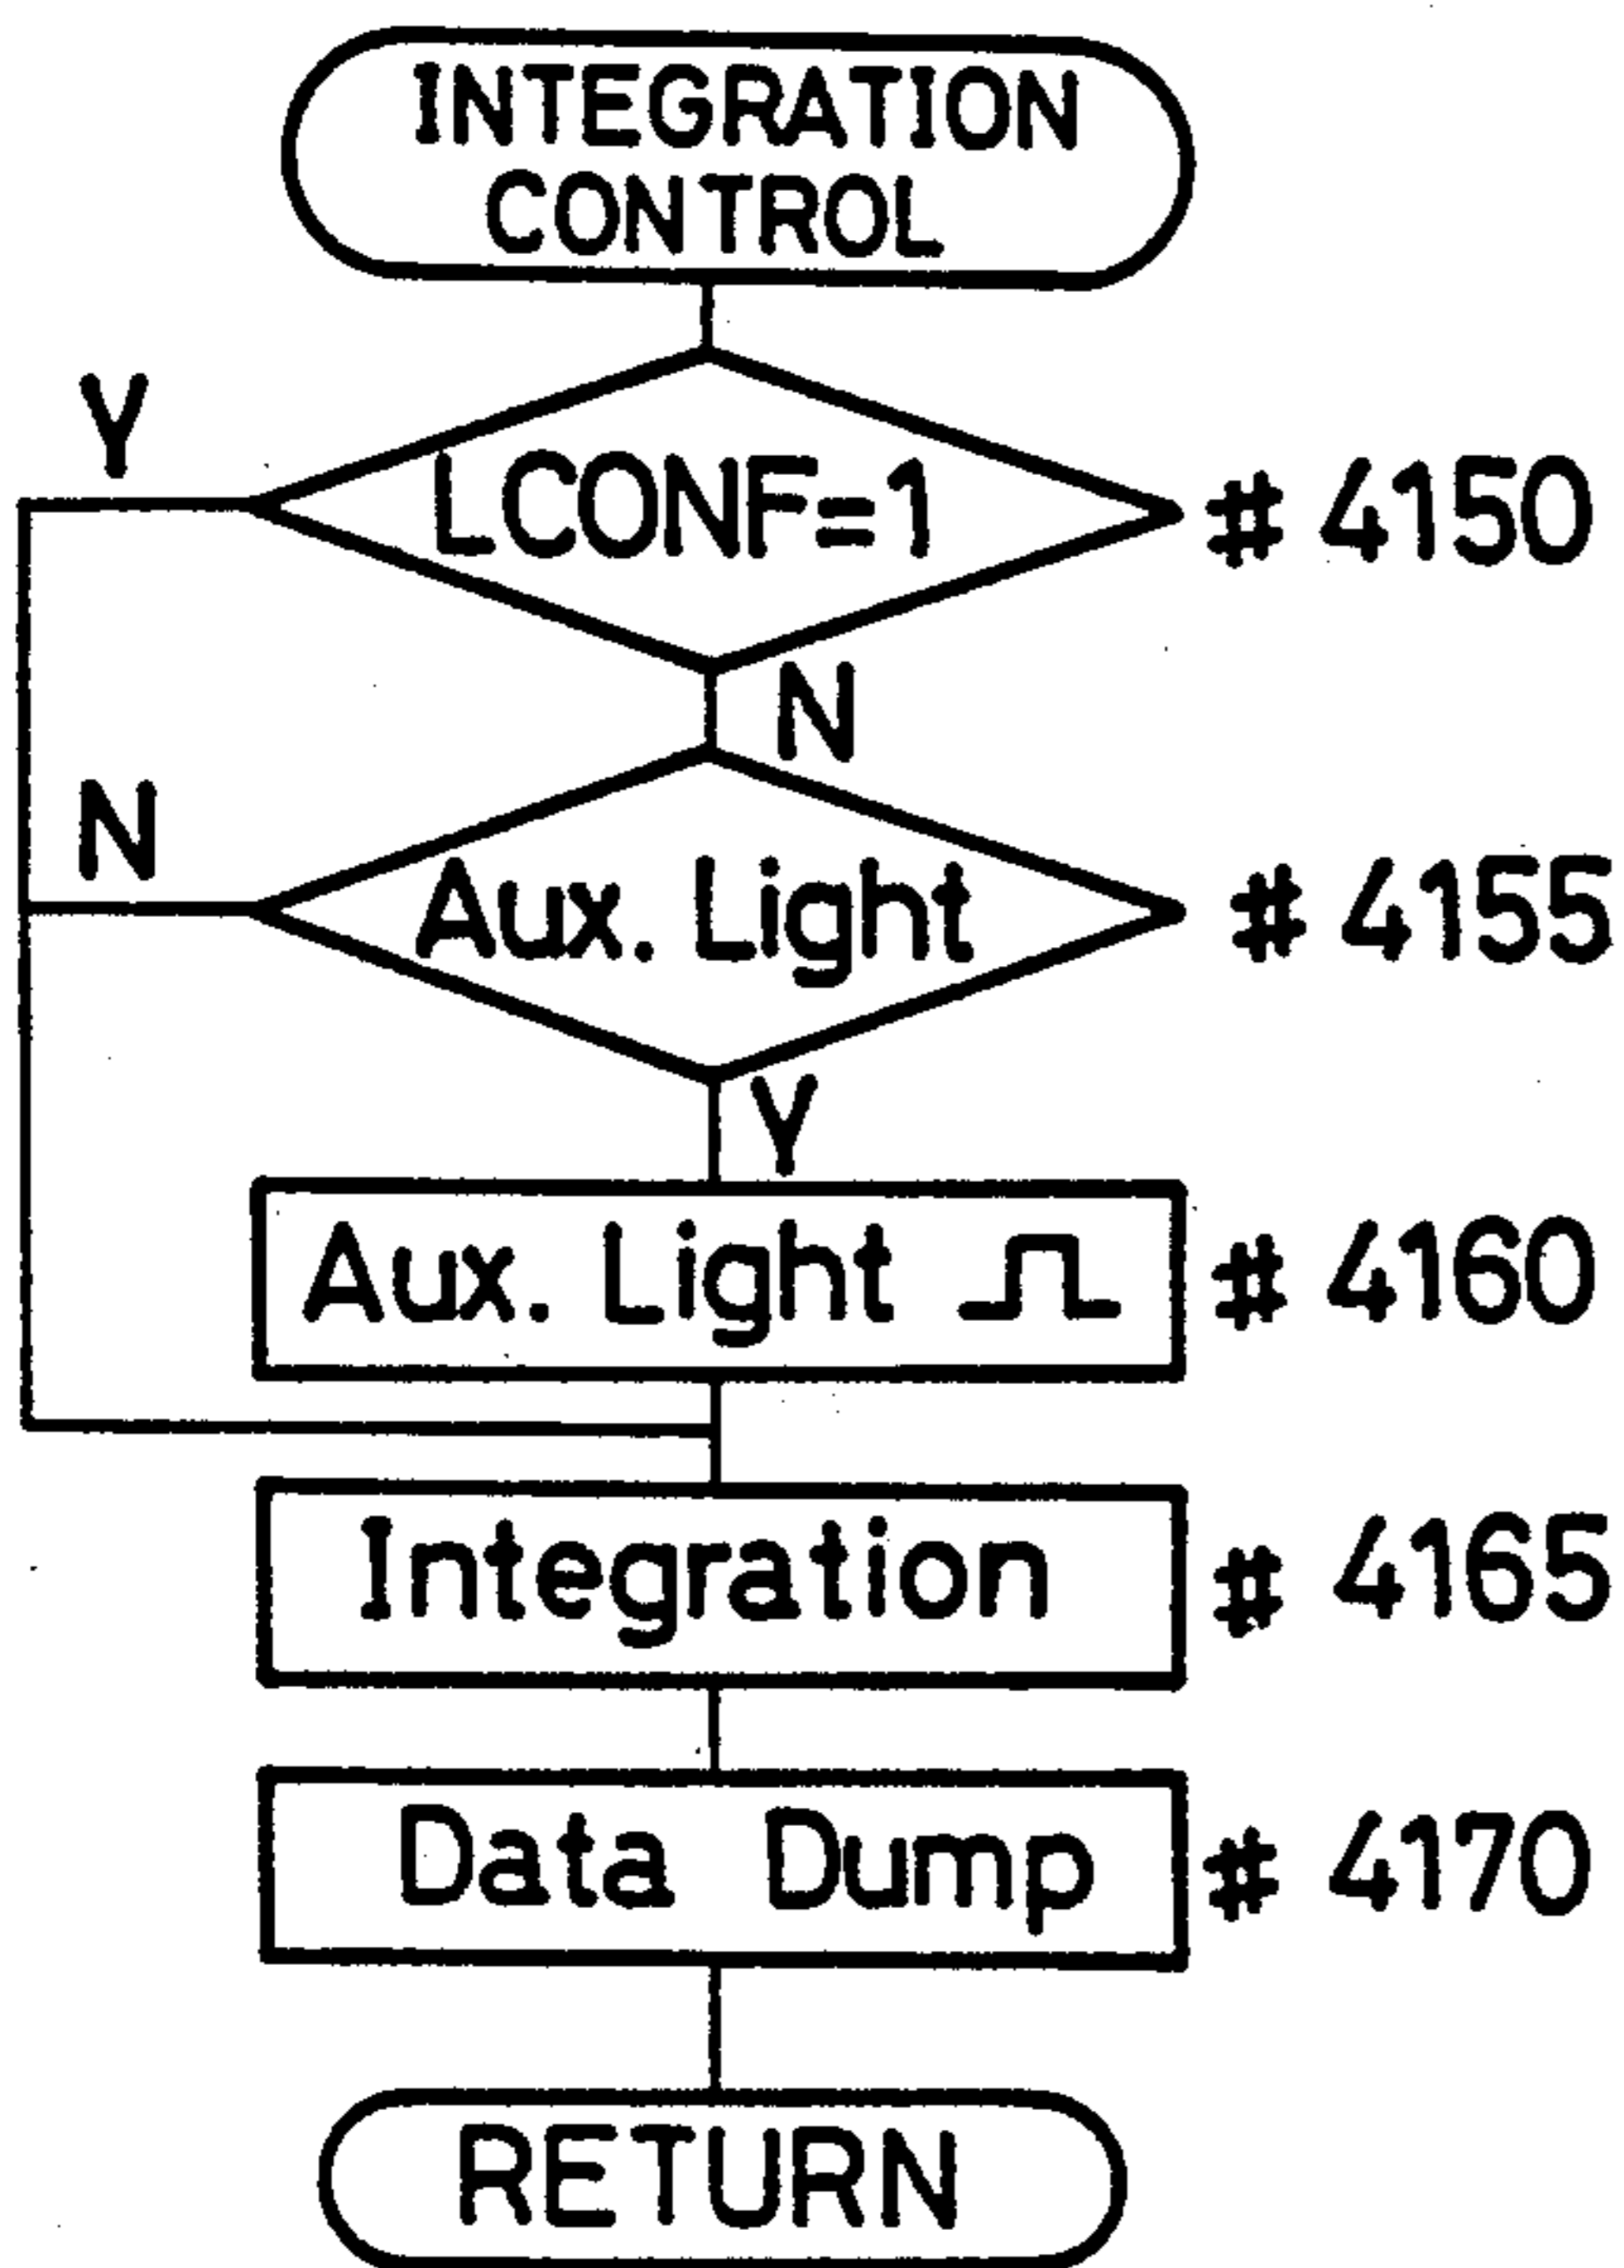 INTEGRATION
CONTROL
Y
LCONF=1 # 4150
N
N
Aux. Light # 4155
Y
Aux. Light # 4160
Integration # 4165
Data Dump # 4170
RETURN